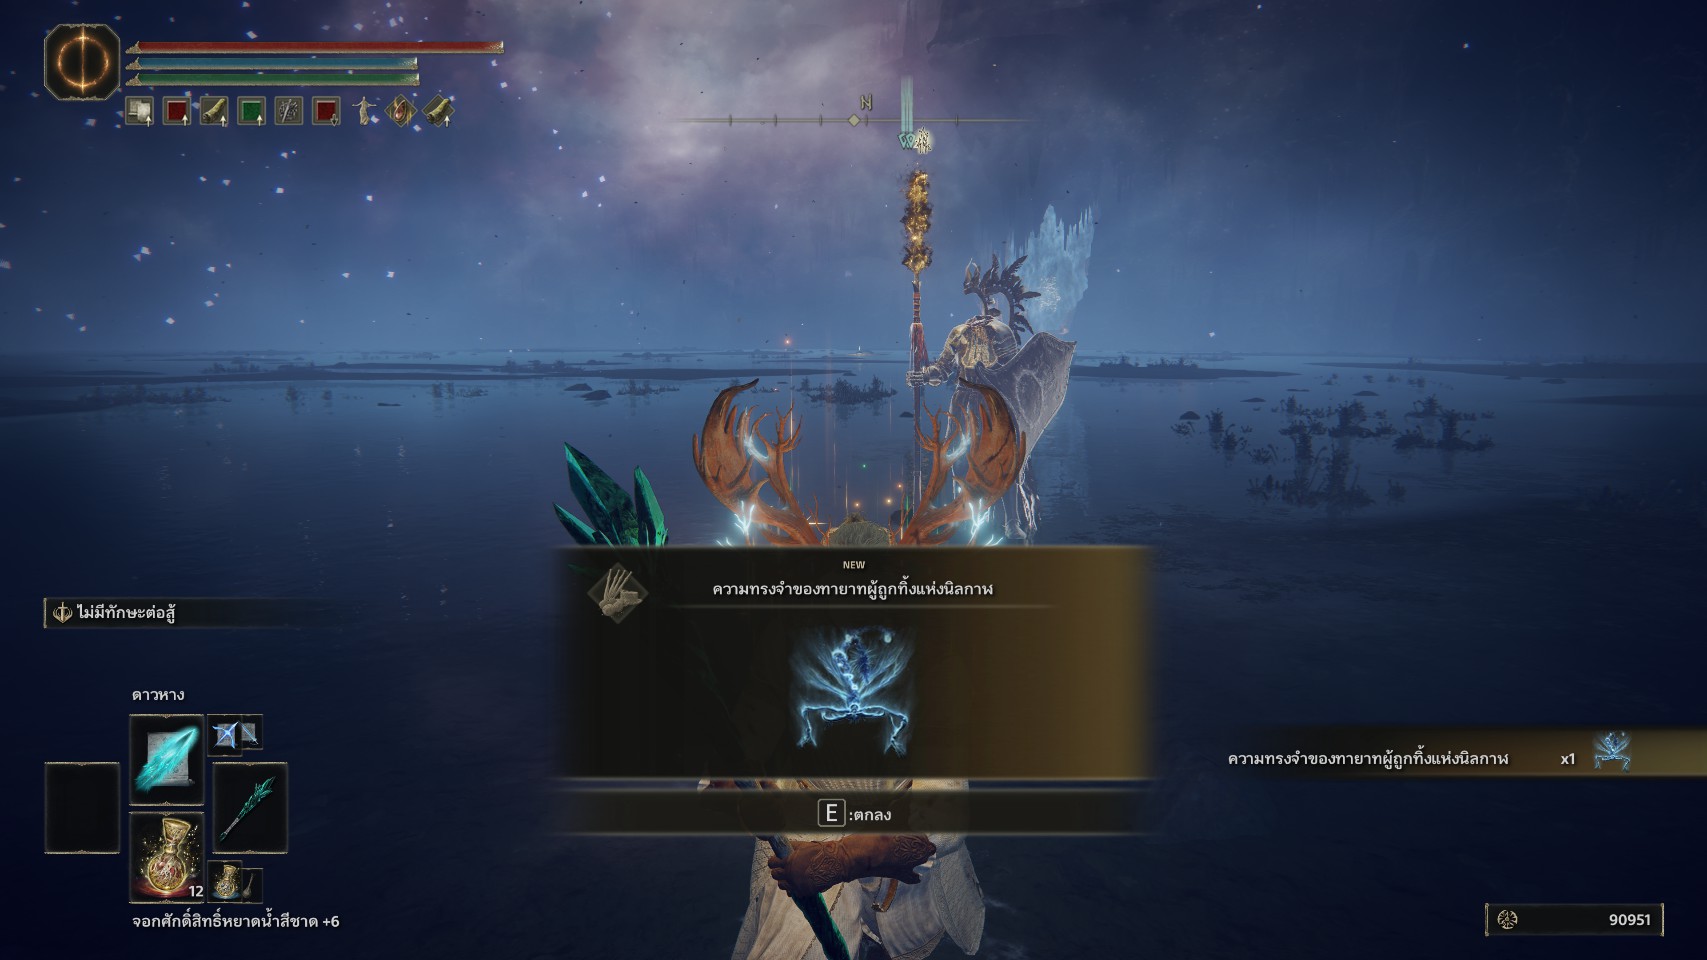 N
NEW
ความทรงจำของทายาทผู้ถูกทิ้งแห่งนิลกาฬ
ไม่มีทักษะต่อสู้
ดาวหาง
ความทรงจำของทายาทผู้ถูกทิ้งแห่งนิลกาฬ x1
E :ตกลง
12
จอกศักดิ์สิทธิ์หยาดน้ำสีชาด +6
90951